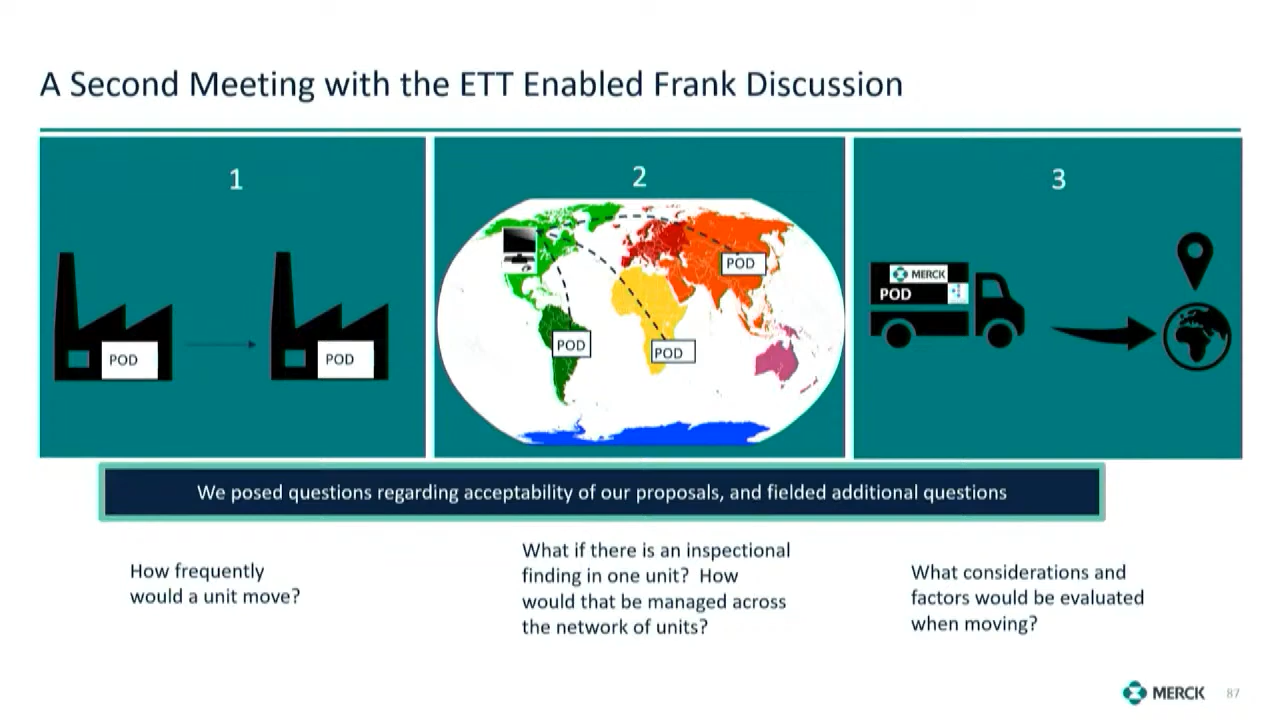 A Second Meeting with the ETT Enabled Frank Discussion
1
POD
POD
2
POD
POD
POD
3
MERCK
POD
We posed questions regarding acceptability of our proposals, and fielded additional questions
How frequently
would a unit move?
What if there is an inspectional
finding in one unit? How
would that be managed across
the network of units?
What considerations and
factors would be evaluated
when moving?
MERCK
87